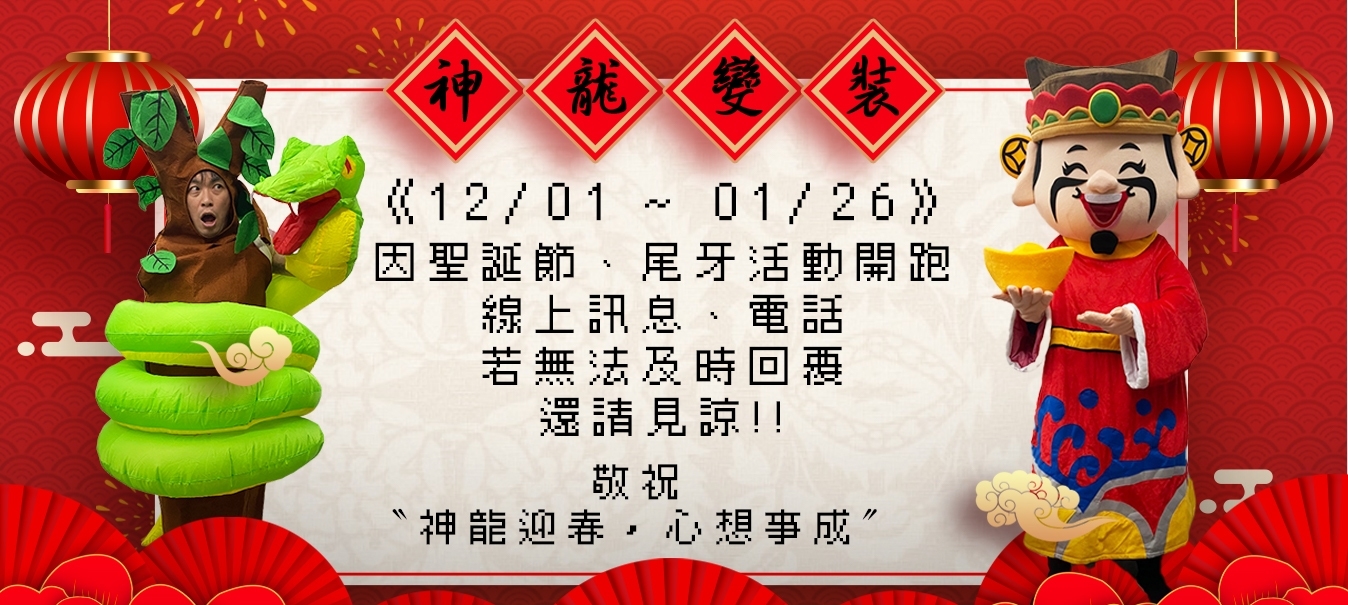 神龍變裝
《12/01 ~ 01/26》
因聖誕節、尾牙活動開跑
線上訊息、電話
若無法及時回覆
還請見諒!!
敬祝
〝神龍迎春，心想事成〞